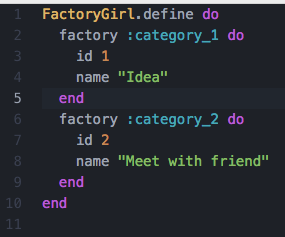 1 FactoryGirl.define do
2   factory :category_1 do
3     id 1
4     name "Idea"
5   end
6   factory :category_2 do
7     id 2
8     name "Meet with friend"
9   end
10 end
11